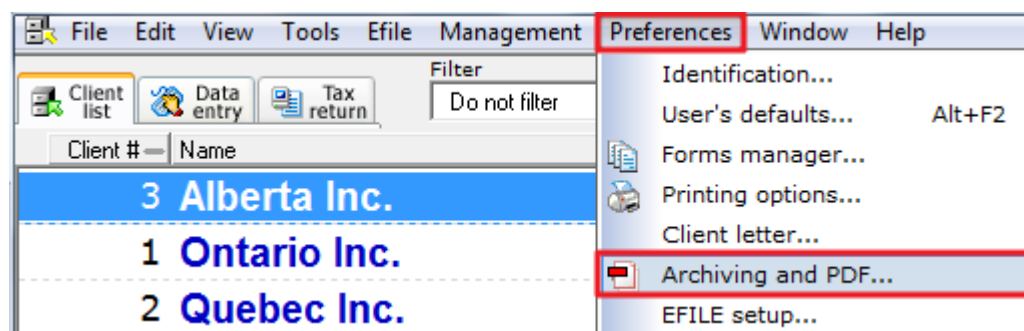 File Edit View Tools Efile Management Preferences Window Help
Client list
Data entry
Tax return
Filter
Do not filter
Client # Name
3 Alberta Inc.
1 Ontario Inc.
2 Quebec Inc.
Identification...
User's defaults... Alt+F2
Forms manager...
Printing options...
Client letter...
Archiving and PDF...
EFILE setup...